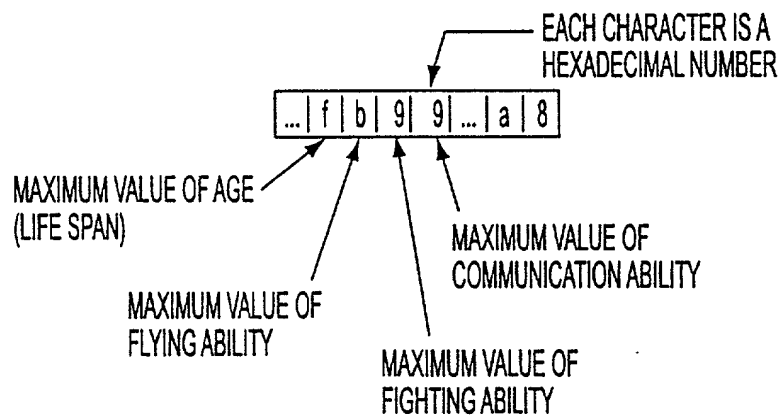 EACH CHARACTER IS A
HEXADECIMAL NUMBER
...| f | b | 9 | 9 |...| a | 8
MAXIMUM VALUE OF AGE
(LIFE SPAN)
MAXIMUM VALUE OF
COMMUNICATION ABILITY
MAXIMUM VALUE OF
FLYING ABILITY
MAXIMUM VALUE OF
FIGHTING ABILITY